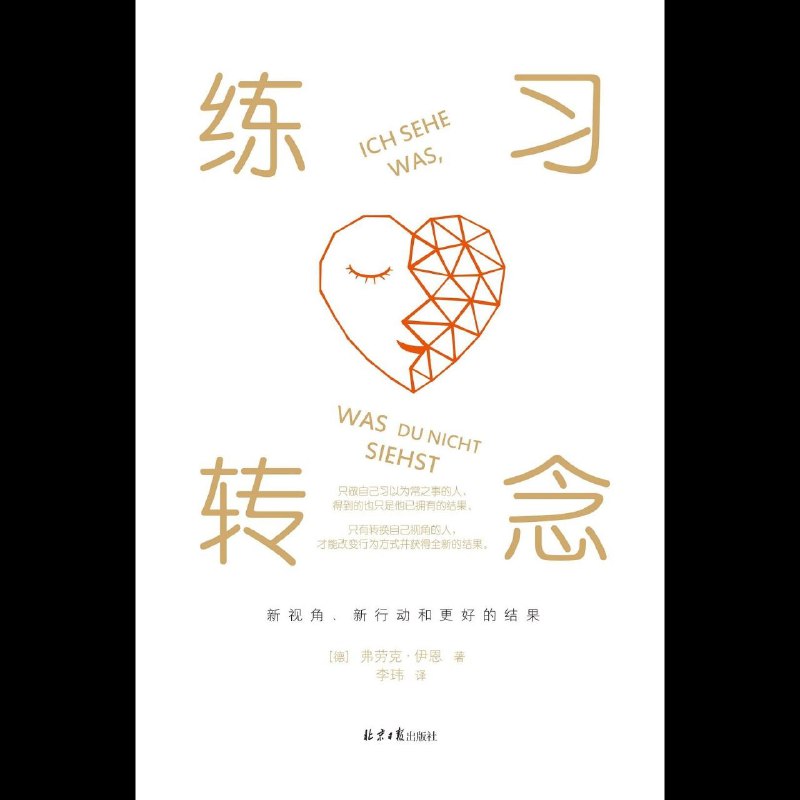 练习
ICH SEHE
WAS,
WAS DU NICHT
SIEHST
转念
只做自己习以为常之事的人，
得到的也只是他已拥有的结果、
只有转换自己视角的人，
才能改变行为方式并获得全新的结果。
新视角、新行动和更好的结果
[德] 弗劳克·伊恩 著
李玮 译
北京日报出版社